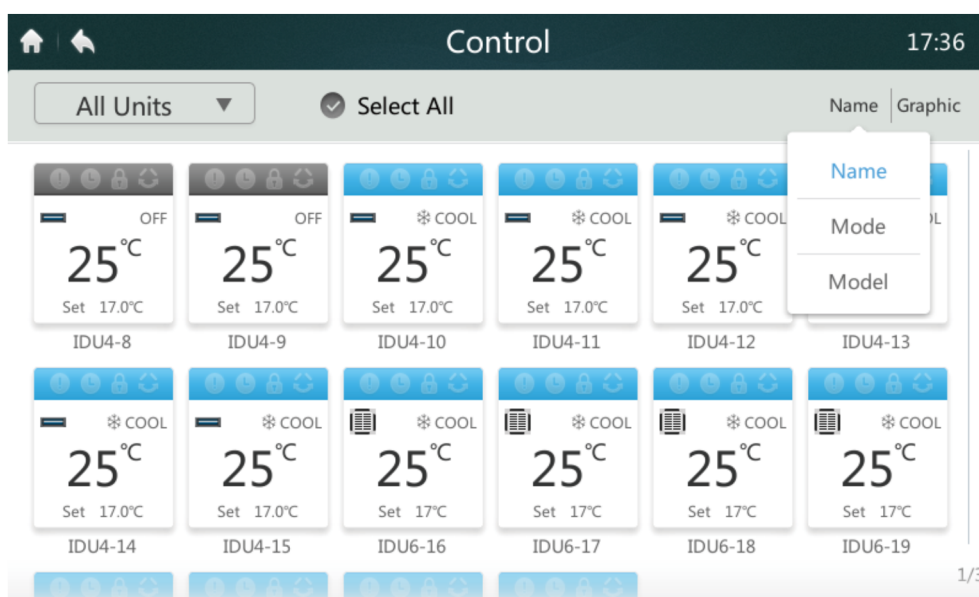 Control
17:36
All Units
Select All
Name
Graphic
Name
Mode
Model
OFF
OFF
COOL
COOL
COOL
25°C
25°C
25°C
25°C
25°C
Set 17.0°C
Set 17.0°C
Set 17.0°C
Set 17.0°C
Set 17.0°C
IDU4-8
IDU4-9
IDU4-10
IDU4-11
IDU4-12
IDU4-13
COOL
COOL
COOL
COOL
COOL
COOL
25°C
25°C
25°C
25°C
25°C
25°C
Set 17.0°C
Set 17.0°C
Set 17°C
Set 17°C
Set 17°C
Set 17°C
IDU4-14
IDU4-15
IDU6-16
IDU6-17
IDU6-18
IDU6-19
1/3